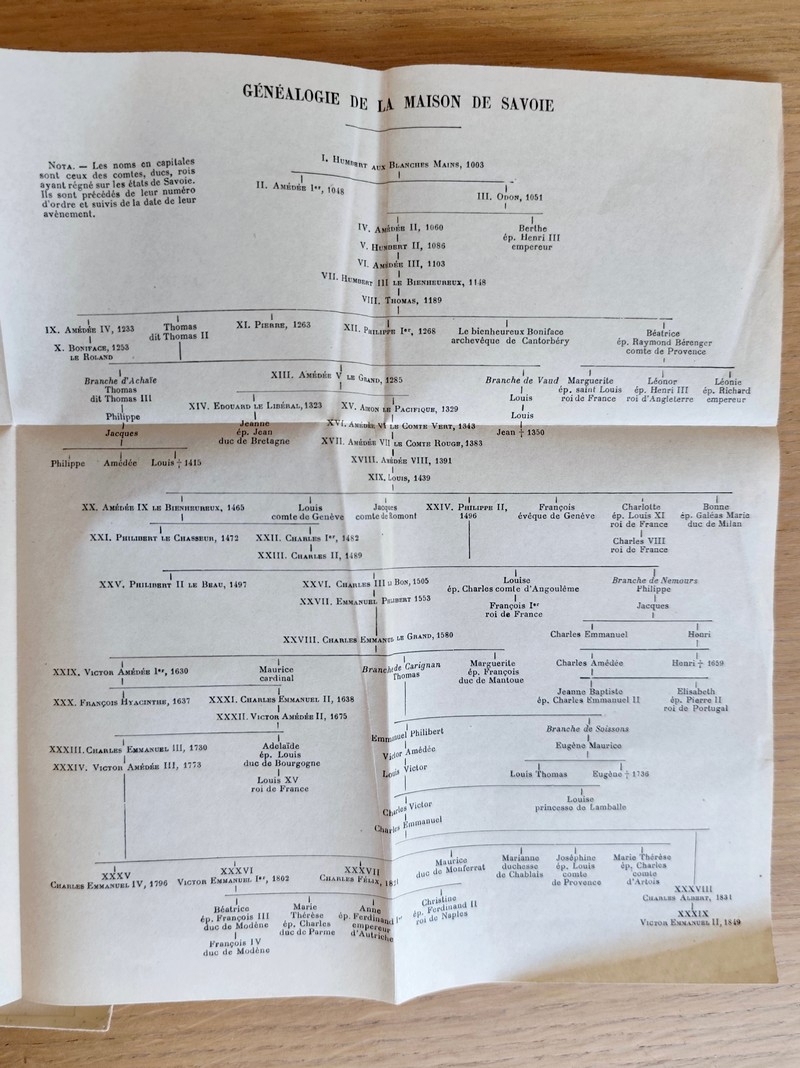 GÉNÉALOGIE DE LA MAISON DE SAVOIE
NOTA. — Les noms en capitales
sont ceux des comtes, ducs, rois
ayant régné sur les états de Savoie.
Ils sont précédés de leur numéro
d'ordre et suivis de la date de leur
avènement.
I. HUMBERT AUX BLANCHES MAINS, 1003
II. AMÉDÉE Ier, 1048
III. ODON, 1051
IV. AMÉDÉE II, 1060
Berthe
ép. Henri III
empereur
V. HUMBERT II, 1086
VI. AMÉDÉE III, 1103
VII. HUMBERT III LE BIENHEUREUX, 1148
VIII. THOMAS, 1189
IX. AMÉDÉE IV, 1233
X. BONIFACE, 1253
LE ROLAND
Thomas
dit Thomas II
XI. PIERRE, 1263
XII. PHILIPPE Ier, 1268
Le bienheureux Boniface
archevêque de Cantorbéry
Béatrice
ép. Raymond Bérenger
comte de Provence
Branche d'Achaïe
Thomas
dit Thomas III
Philippe
Jacques
XIII. AMÉDÉE V LE GRAND, 1285
Branche de Vaud
Louis
Louis
Jean † 1350
Marguerite
ép. saint Louis
roi de France
Léonor
ép. Henri III
roi d'Angleterre
Léonie
ép. Richard
empereur
XIV. EDOUARD LE LIBÉRAL, 1323
XV. AIMON LE PACIFIQUE, 1329
Jeanne
ép. Jean
duc de Bretagne
XVI. AMÉDÉE VI LE COMTE VERT, 1343
XVII. AMÉDÉE VII LE COMTE ROUGE, 1383
Philippe
Amédée
Louis † 1415
XVIII. AMÉDÉE VIII, 1391
XIX. LOUIS, 1439
XX. AMÉDÉE IX LE BIENHEUREUX, 1465
Louis
comte de Genève
Jacques
comte de Romont
XXIV. PHILIPPE II,
1496
François
évêque de Genève
Charlotte
ép. Louis XI
roi de France
Charles VIII
roi de France
Bonne
ép. Galéas Marie
duc de Milan
XXI. PHILIBERT LE CHASSEUR, 1472
XXII. CHARLES Ier, 1482
XXIII. CHARLES II, 1489
XXV. PHILIBERT II LE BEAU, 1497
XXVI. CHARLES III LE BON, 1505
Louise
ép. Charles comte d'Angoulême
François Ier
roi de France
Branche de Nemours
Philippe
Jacques
XXVII. EMMANUEL PHILIBERT 1553
XXVIII. CHARLES EMMANUEL LE GRAND, 1580
Charles Emmanuel
Henri
XXIX. VICTOR AMÉDÉE Ier, 1630
Maurice
cardinal
Branche de Carignan
Thomas
Marguerite
ép. François
duc de Mantoue
Charles Amédée
Henri † 1659
XXX. FRANÇOIS HYACINTHE, 1637
XXXI. CHARLES EMMANUEL II, 1638
Jeanne Baptiste
ép. Charles Emmanuel II
Elisabeth
ép. Pierre II
roi de Portugal
XXXII. VICTOR AMÉDÉE II, 1675
Emmanuel Philibert
Branche de Soissons
XXXIII. CHARLES EMMANUEL III, 1730
Adelaïde
ép. Louis
duc de Bourgogne
Louis XV
roi de France
Victor Amédée
Eugène Maurice
XXXIV. VICTOR AMÉDÉE III, 1773
Louis Victor
Louis Thomas
Eugène † 1736
Charles Victor
Louise
princesse de Lamballe
Charles Emmanuel
XXXV
CHARLES EMMANUEL IV, 1796
XXXVI
VICTOR EMMANUEL Ier, 1802
XXXVII
CHARLES FÉLIX, 1821
Maurice
duc de Montferrat
Marianne
duchesse
de Chablais
Joséphine
ép. Louis
comte
de Provence
Marie Thérèse
ép. Charles
comte
d'Artois
XXXVIII
CHARLES ALBERT, 1831
Béatrice
ép. François III
duc de Modène
François IV
duc de Modène
Marie
Thérèse
ép. Charles
duc de Parme
Anne
ép. Ferdinand Ier
empereur
d'Autriche
Christine
ép. Ferdinand II
roi de Naples
XXXIX
VICTOR EMMANUEL II, 1849